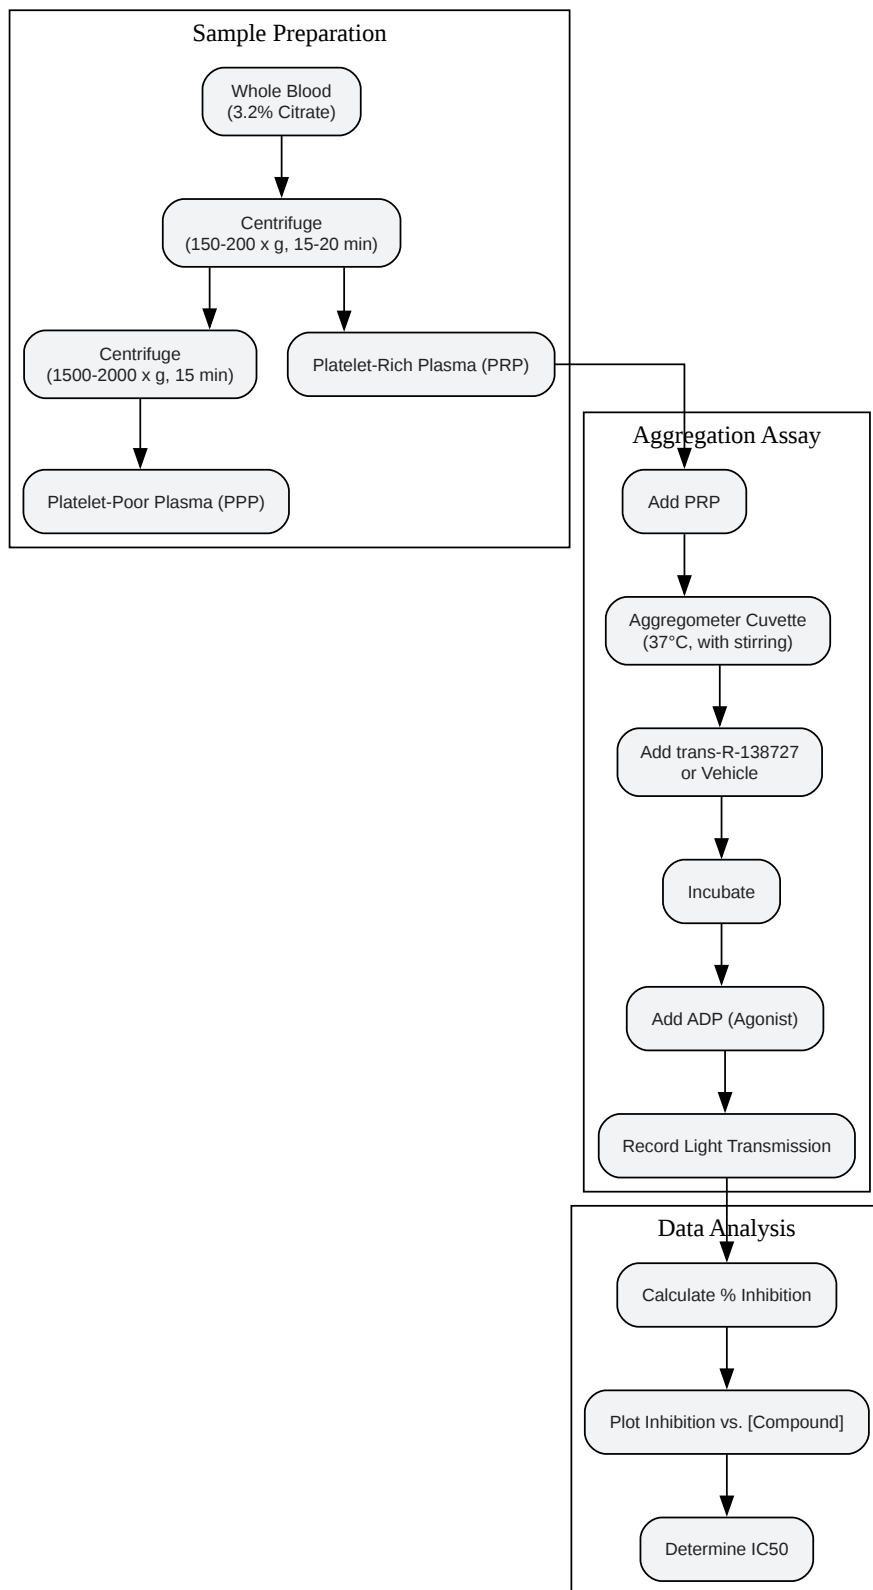 Sample Preparation
Whole Blood
(3.2% Citrate)
Centrifuge
(150-200 x g, 15-20 min)
Centrifuge
(1500-2000 x g, 15 min)
Platelet-Rich Plasma (PRP)
Platelet-Poor Plasma (PPP)
Aggregation Assay
Add PRP
Aggregometer Cuvette
(37°C, with stirring)
Add trans-R-138727
or Vehicle
Incubate
Add ADP (Agonist)
Record Light Transmission
Data Analysis
Calculate % Inhibition
Plot Inhibition vs. [Compound]
Determine IC50